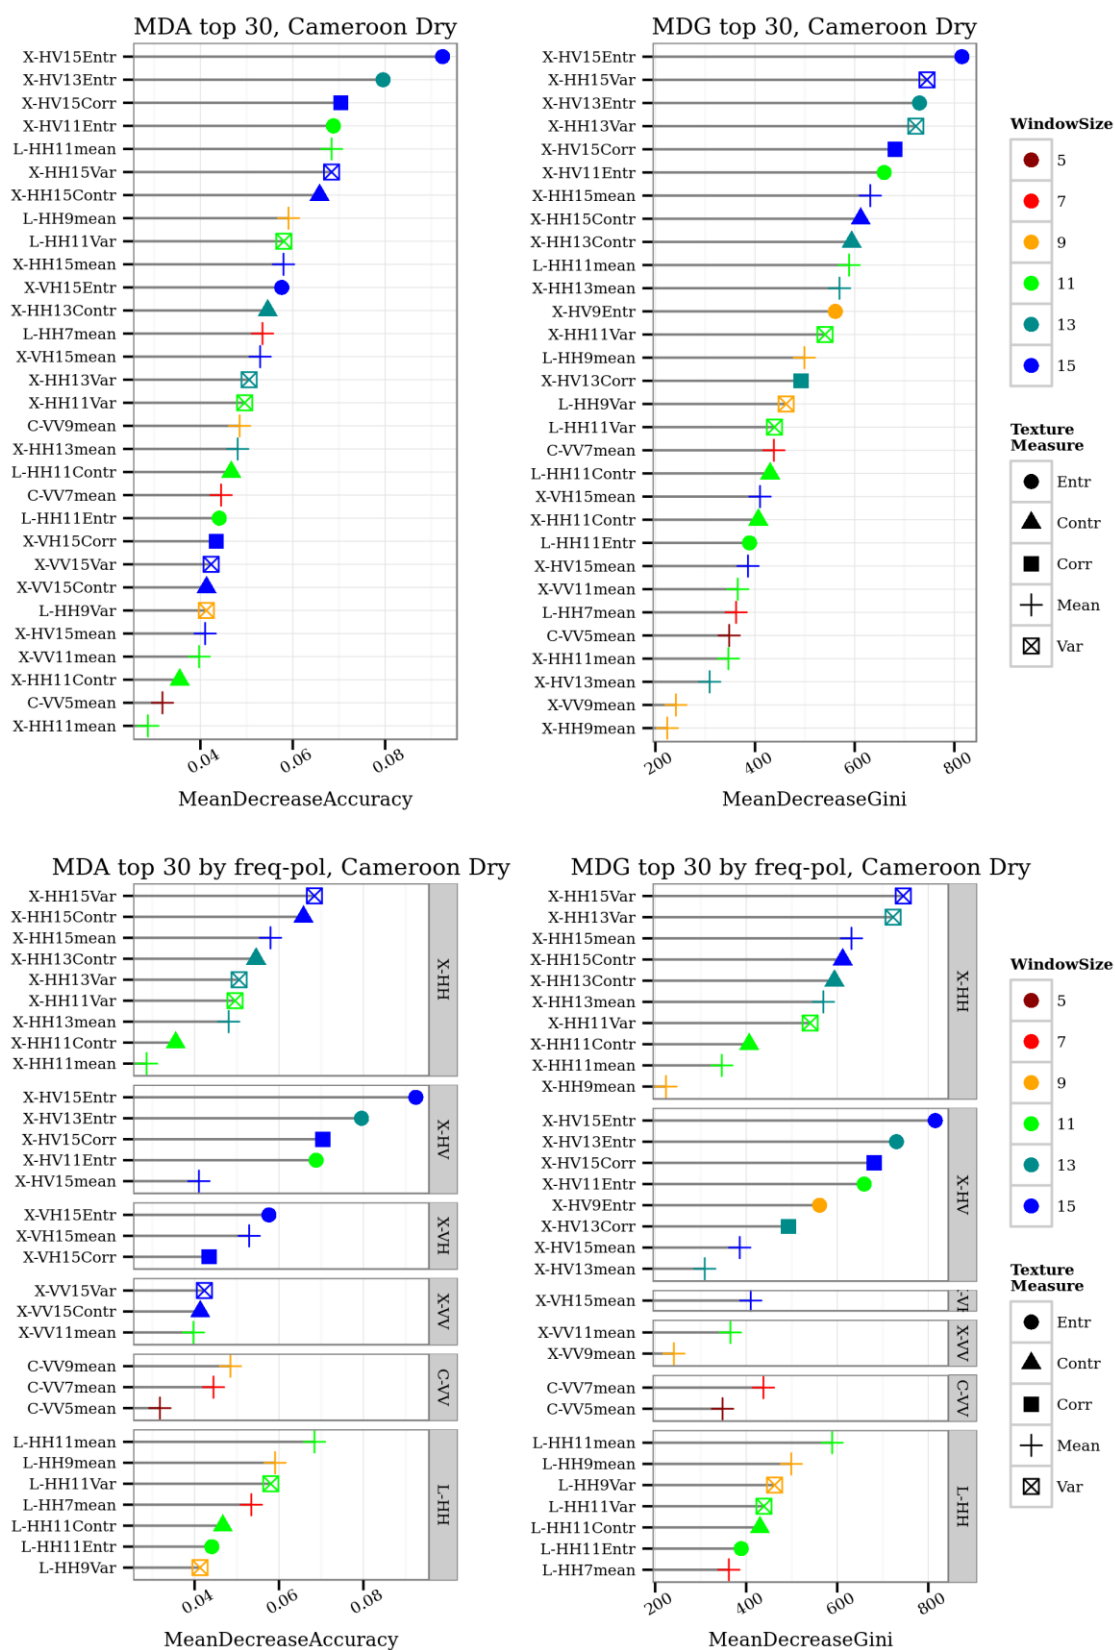 MDA top 30, Cameroon Dry
X-HV15Entr
X-HV13Entr
X-HV15Corr
X-HV11Entr
L-HH11mean
X-HH15Var
X-HH15Contr
L-HH9mean
L-HH11Var
X-HH15mean
X-VH15Entr
X-HH13Contr
L-HH7mean
X-VH15mean
X-HH13Var
X-HH11Var
C-VV9mean
X-HH13mean
L-HH11Contr
C-VV7mean
L-HH11Entr
X-VH15Corr
X-VV15Var
X-VV15Contr
L-HH9Var
X-HV15mean
X-VV11mean
X-HH11Contr
C-VV5mean
X-HH11mean
0.04 0.06 0.08
MeanDecreaseAccuracy
MDG top 30, Cameroon Dry
X-HV15Entr
X-HH15Var
X-HV13Entr
X-HH13Var
X-HV15Corr
X-HV11Entr
X-HH15mean
X-HH15Contr
X-HH13Contr
L-HH11mean
X-HH13mean
X-HV9Entr
X-HH11Var
L-HH9mean
X-HV13Corr
L-HH9Var
L-HH11Var
C-VV7mean
L-HH11Contr
X-VH15mean
X-HH11Contr
L-HH11Entr
X-HV15mean
X-VV11mean
L-HH7mean
C-VV5mean
X-HH11mean
X-HV13mean
X-VV9mean
X-HH9mean
200 400 600 800
MeanDecreaseGini
WindowSize
5
7
9
11
13
15
Texture
Measure
Entr
Contr
Corr
Mean
Var
MDA top 30 by freq-pol, Cameroon Dry
X-HH15Var
X-HH15Contr
X-HH15mean
X-HH13Contr
X-HH13Var
X-HH11Var
X-HH13mean
X-HH11Contr
X-HH11mean
X-HH
X-HV15Entr
X-HV13Entr
X-HV15Corr
X-HV11Entr
X-HV15mean
X-HV
X-VH15Entr
X-VH15mean
X-VH15Corr
X-VH
X-VV15Var
X-VV15Contr
X-VV11mean
X-VV
C-VV9mean
C-VV7mean
C-VV5mean
C-VV
L-HH11mean
L-HH9mean
L-HH11Var
L-HH7mean
L-HH11Contr
L-HH11Entr
L-HH9Var
L-HH
0.04 0.06 0.08
MeanDecreaseAccuracy
MDG top 30 by freq-pol, Cameroon Dry
X-HH15Var
X-HH13Var
X-HH15mean
X-HH15Contr
X-HH13Contr
X-HH13mean
X-HH11Var
X-HH11Contr
X-HH11mean
X-HH9mean
X-HH
X-HV15Entr
X-HV13Entr
X-HV15Corr
X-HV11Entr
X-HV9Entr
X-HV13Corr
X-HV15mean
X-HV13mean
X-HV
X-VH15mean
X-VV11mean
X-VV9mean
X-VV
C-VV7mean
C-VV5mean
C-VV
L-HH11mean
L-HH9mean
L-HH9Var
L-HH11Var
L-HH11Contr
L-HH11Entr
L-HH7mean
L-HH
200 400 600 800
MeanDecreaseGini
WindowSize
5
7
9
11
13
15
Texture
Measure
Entr
Contr
Corr
Mean
Var